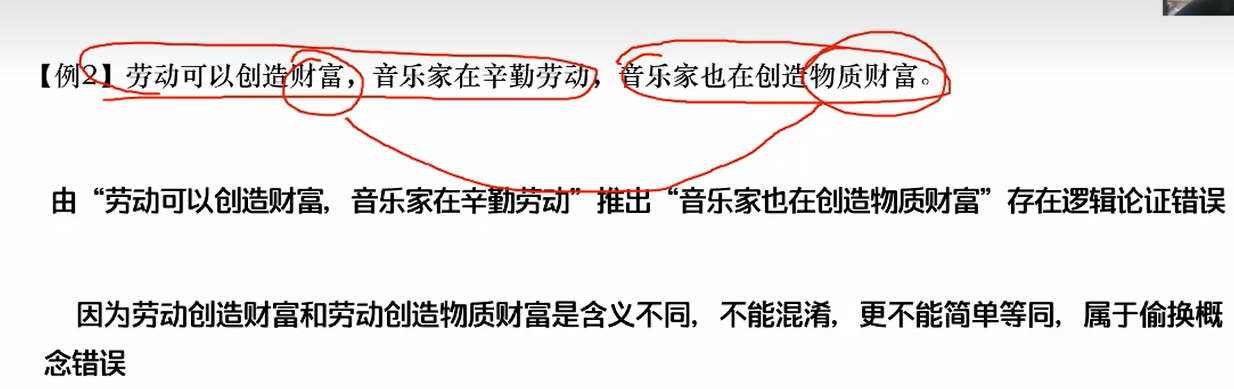 【例2】劳动可以创造财富，音乐家在辛勤劳动，音乐家也在创造物质财富。
由“劳动可以创造财富，音乐家在辛勤劳动”推出“音乐家也在创造物质财富”存在逻辑论证错误
因为劳动创造财富和劳动创造物质财富是含义不同，不能混淆，更不能简单等同，属于偷换概
念错误